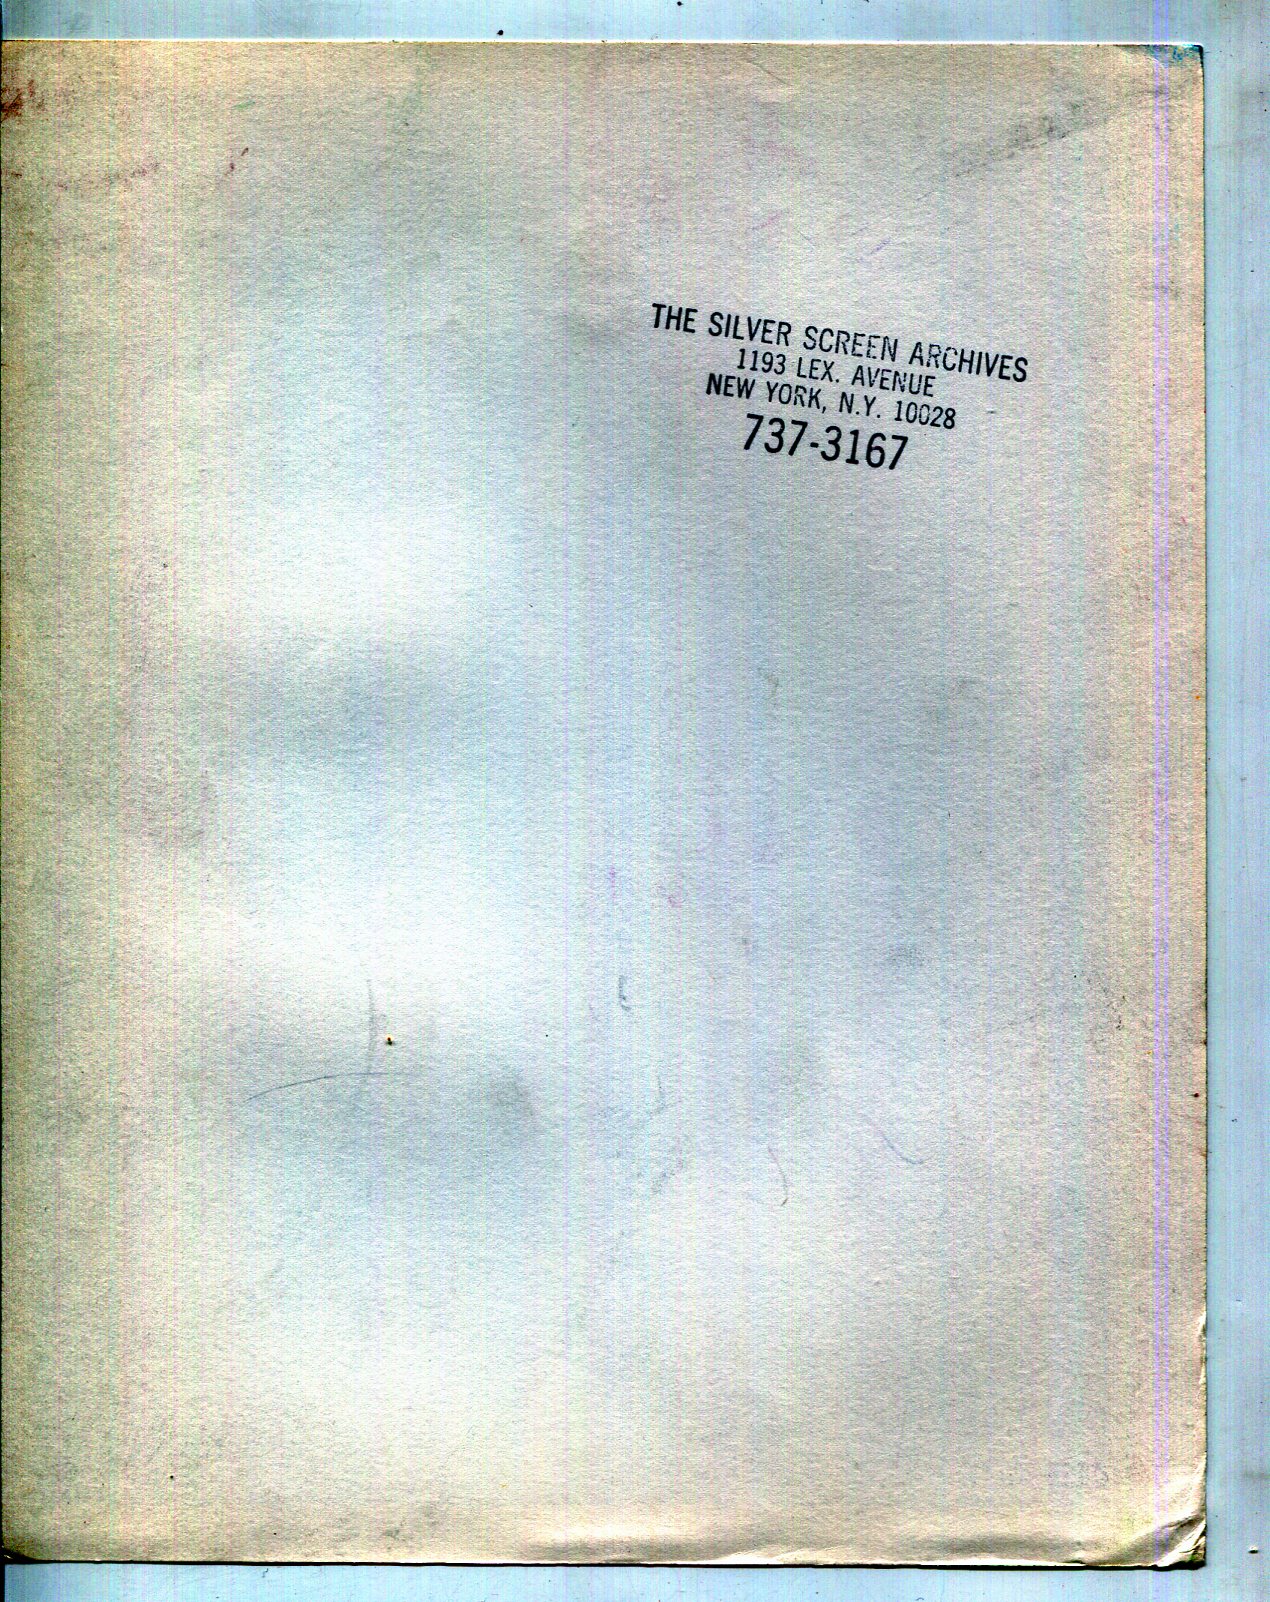 THE SILVER SCREEN ARCHIVES
1193 LEX. AVENUE
NEW YORK, N.Y. 10028
737-3167